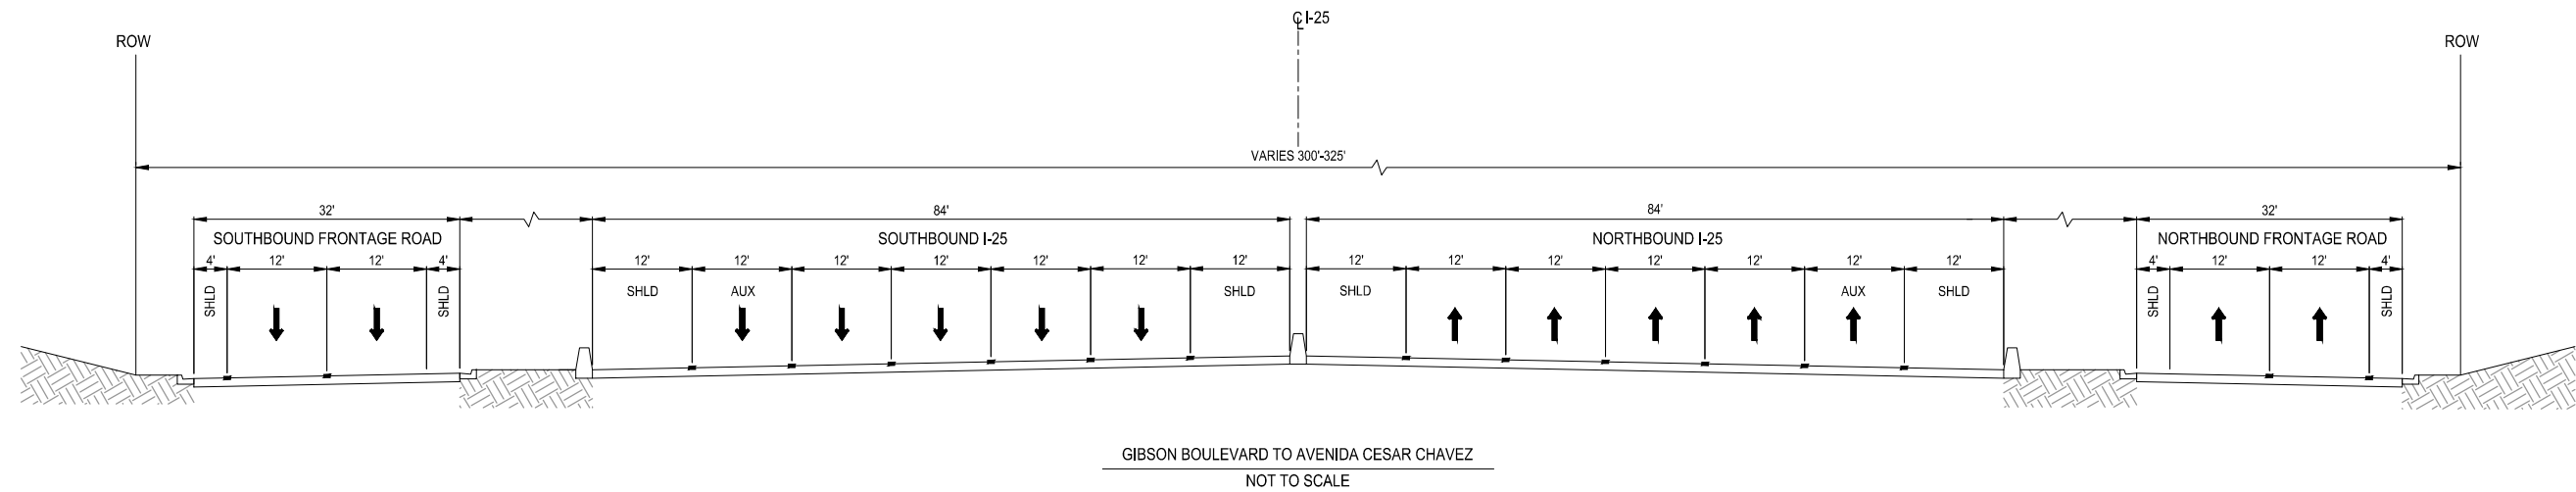 ℄ I-25
ROW
ROW
VARIES 300'-325'
32'
84'
84'
32'
SOUTHBOUND FRONTAGE ROAD
SOUTHBOUND I-25
NORTHBOUND I-25
NORTHBOUND FRONTAGE ROAD
4' 12' 12' 4'
12' 12' 12' 12' 12' 12' 12'
12' 12' 12' 12' 12' 12' 12'
4' 12' 12' 4'
SHLD
SHLD
SHLD
AUX
SHLD
SHLD
AUX
SHLD
SHLD
SHLD
GIBSON BOULEVARD TO AVENIDA CESAR CHAVEZ
NOT TO SCALE